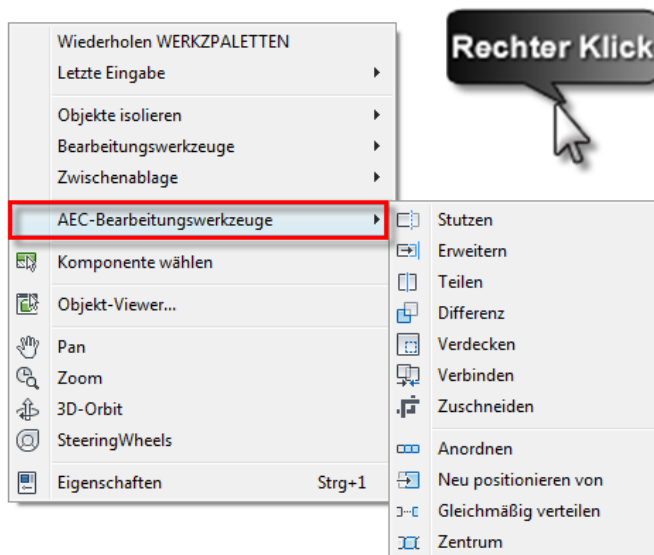 Rechter Klick
Wiederholen WERKZPALETTEN
Letzte Eingabe
Objekte isolieren
Bearbeitungswerkzeuge
Zwischenablage
AEC-Bearbeitungswerkzeuge
Komponente wählen
Objekt-Viewer...
Pan
Zoom
3D-Orbit
SteeringWheels
Eigenschaften Strg+1
Stutzen
Erweitern
Teilen
Differenz
Verdecken
Verbinden
Zuschneiden
Anordnen
Neu positionieren von
Gleichmäßig verteilen
Zentrum